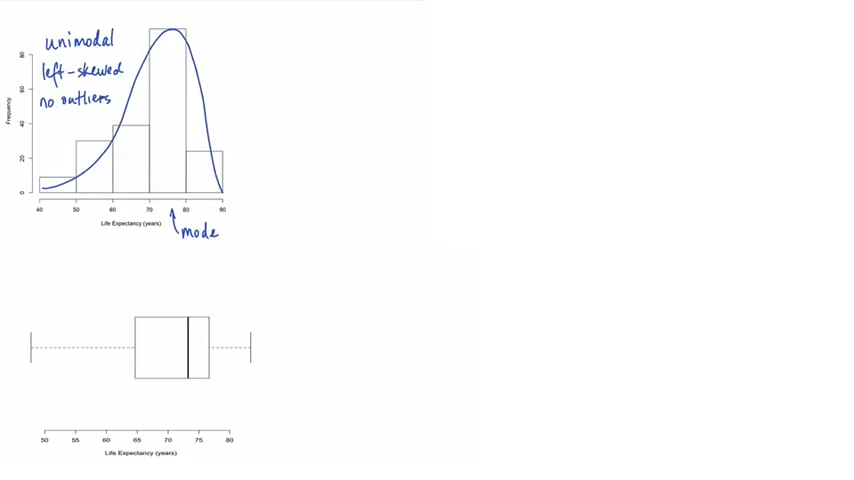 unimodal
left-skewed
no outliers
Frequency
80
60
40
20
0
40 50 60 70 80 90
Life Expectancy (years)
mode
50 55 60 65 70 75 80
Life Expectancy (years)